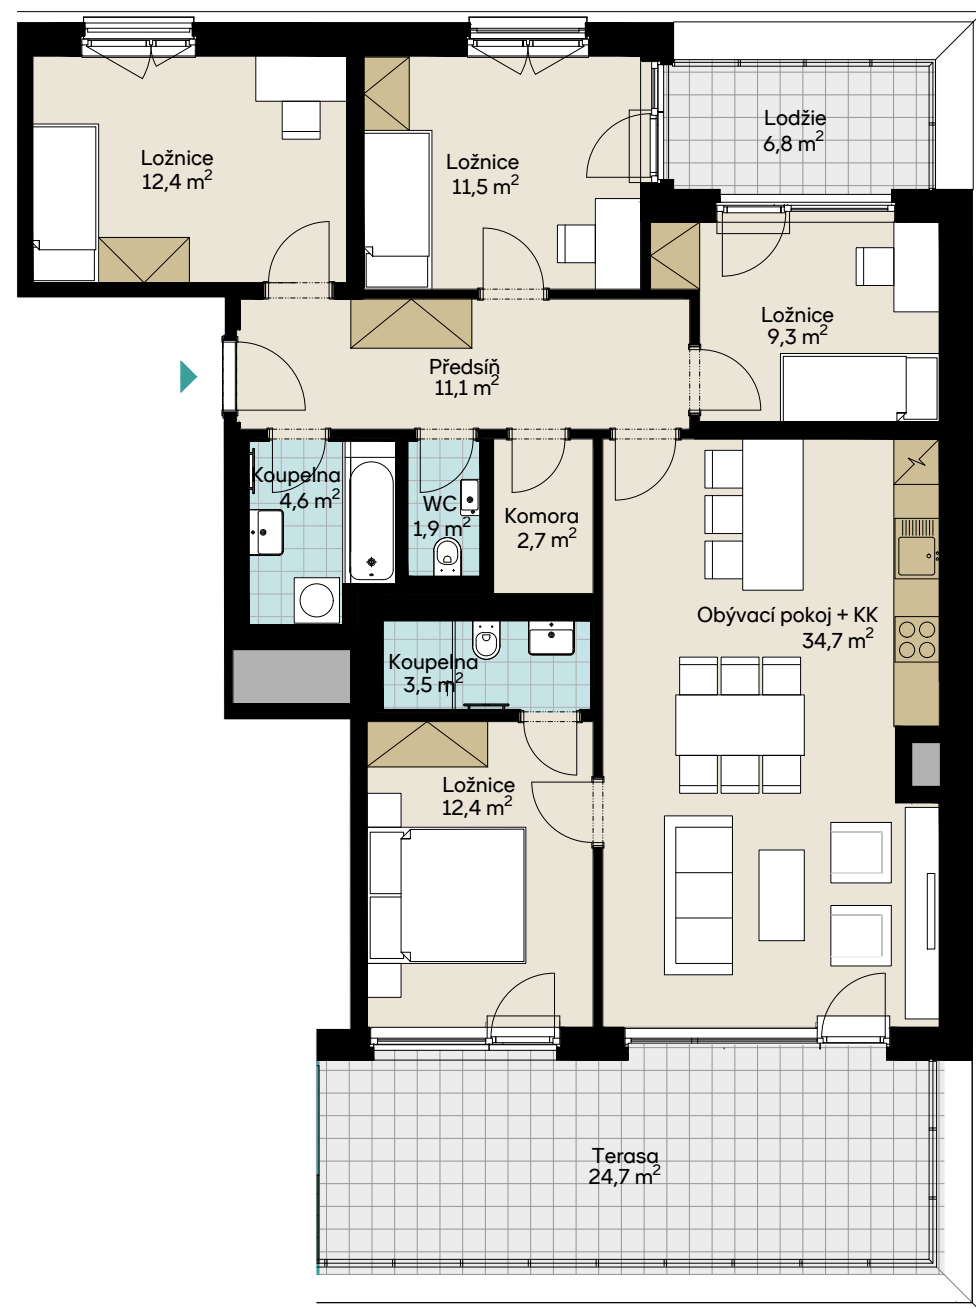 Lodžie
6,8 m²
Ložnice
12,4 m²
Ložnice
11,5 m²
Ložnice
9,3 m²
Předsíň
11,1 m²
Koupelna
4,6 m²
WC
1,9 m²
Komora
2,7 m²
Obývací pokoj + KK
34,7 m²
Koupelna
3,5 m²
Ložnice
12,4 m²
Terasa
24,7 m²